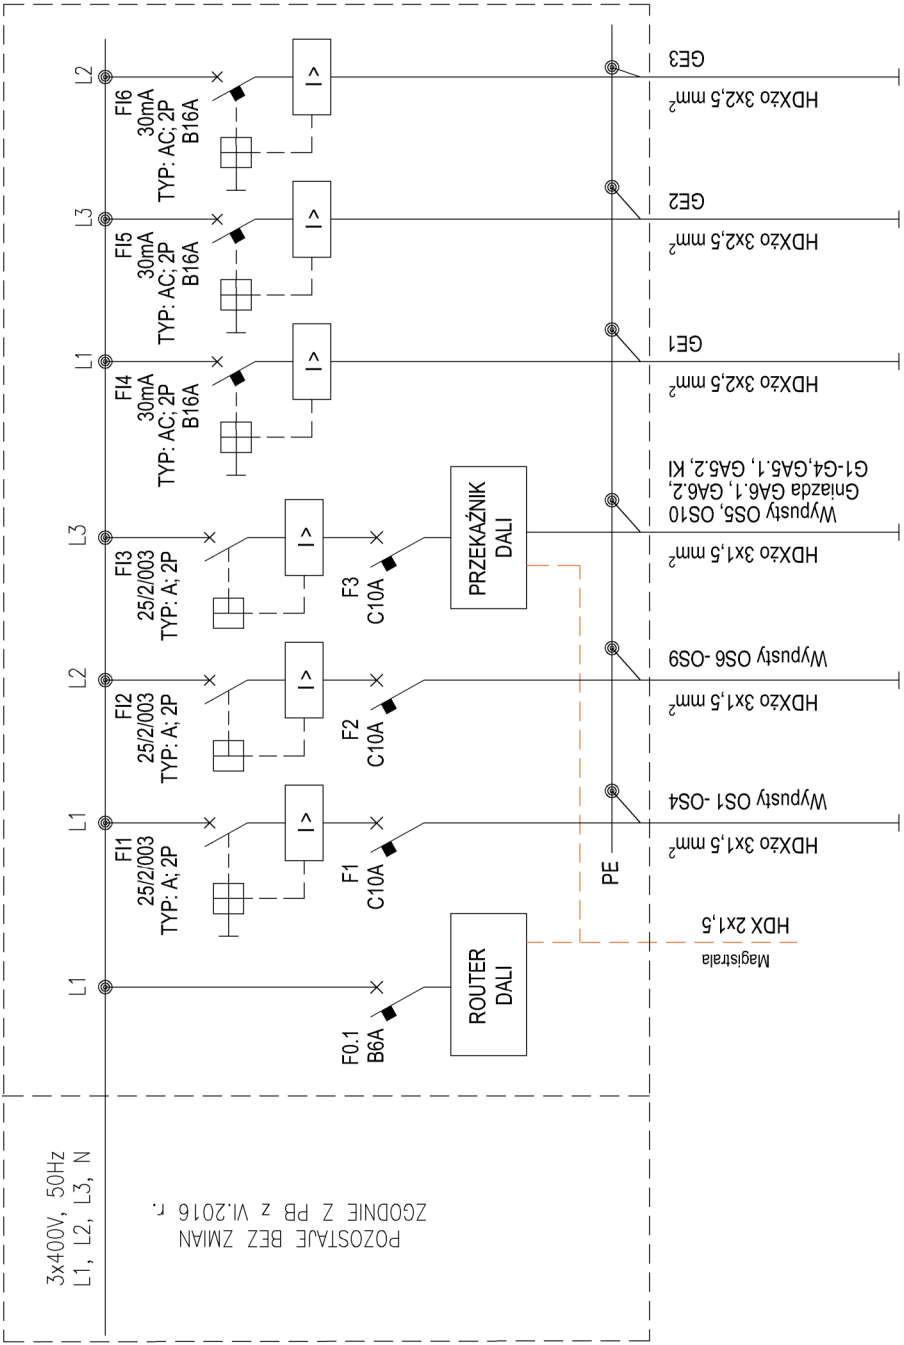 3x400V, 50Hz
L1, L2, L3, N
POZOSTAJE BEZ ZMIAN
ZGODNIE Z PB z VI.2016 r.
L1
F0.1
B6A
ROUTER
DALI
Magistrala
HDX 2x1,5
PE
L1
FI1
25/2/003
TYP: A; 2P
I>
F1
C10A
HDXżo 3x1,5 mm²
Wypusty OS1-OS4
L2
FI2
25/2/003
TYP: A; 2P
I>
F2
C10A
HDXżo 3x1,5 mm²
Wypusty OS6-OS9
L3
FI3
25/2/003
TYP: A; 2P
I>
F3
C10A
PRZEKAŹNIK
DALI
HDXżo 3x1,5 mm²
Wypusty OS5, OS10
Gniazda GA6.1, GA6.2,
G1-G4,GA5.1, GA5.2, KI
L1
FI4
30mA
TYP: AC; 2P
B16A
I>
HDXżo 3x2,5 mm²
GE1
L3
FI5
30mA
TYP: AC; 2P
B16A
I>
HDXżo 3x2,5 mm²
GE2
L2
FI6
30mA
TYP: AC; 2P
B16A
I>
HDXżo 3x2,5 mm²
GE3